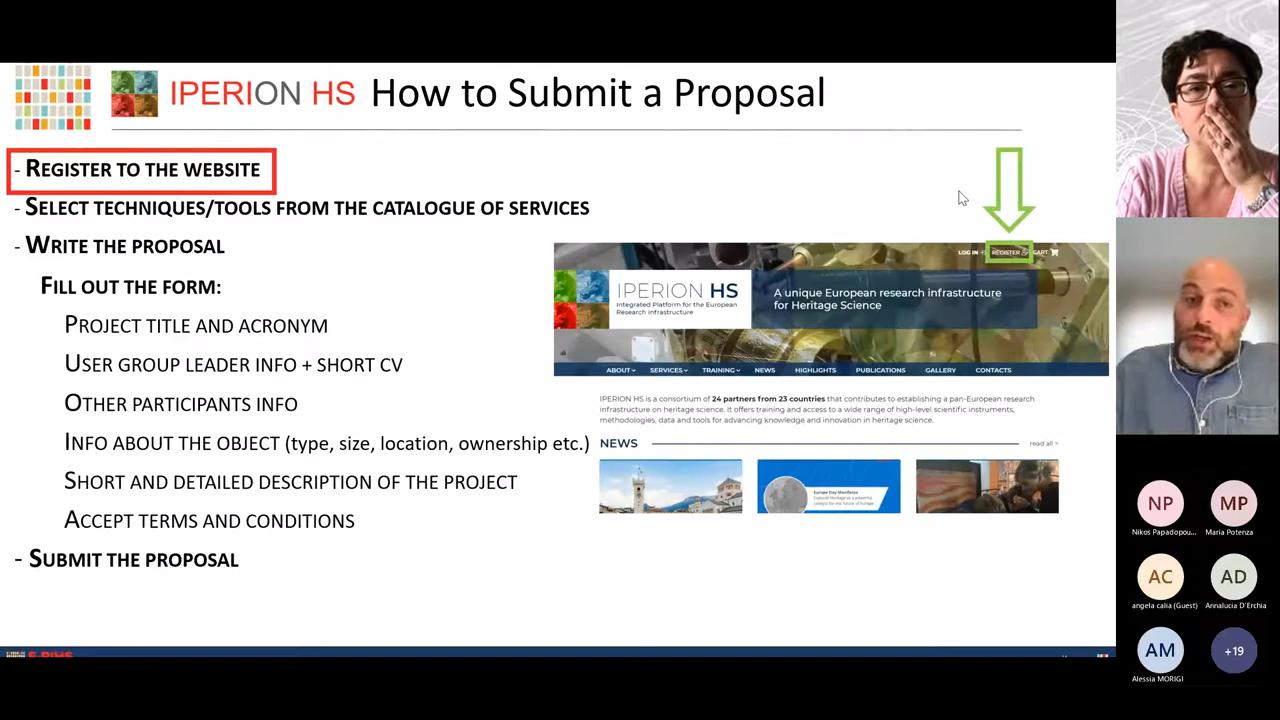 IPERION HS How to Submit a Proposal
- REGISTER TO THE WEBSITE
- SELECT TECHNIQUES/TOOLS FROM THE CATALOGUE OF SERVICES
- WRITE THE PROPOSAL
FILL OUT THE FORM:
PROJECT TITLE AND ACRONYM
USER GROUP LEADER INFO + SHORT CV
OTHER PARTICIPANTS INFO
INFO ABOUT THE OBJECT (type, size, location, ownership etc.)
SHORT AND DETAILED DESCRIPTION OF THE PROJECT
ACCEPT TERMS AND CONDITIONS
- SUBMIT THE PROPOSAL
LOG IN REGISTER CART
IPERION HS
Integrated Platform for the European
Research Infrastructure
A unique European research infrastructure
for Heritage Science
ABOUT SERVICES TRAINING NEWS HIGHLIGHTS PUBLICATIONS GALLERY CONTACTS
IPERION HS is a consortium of 24 partners from 23 countries that contributes to establishing a pan-European research
infrastructure on heritage science. It offers training and access to a wide range of high-level scientific instruments,
methodologies, data and tools for advancing knowledge and innovation in heritage science.
NEWS read all >
Europe Day Manifesto
NP MP
Nikos Papadopou... Maria Potenza
AC AD
angela calia (Guest) Annalucia D'Erchia
AM +19
Alessia MORIGI